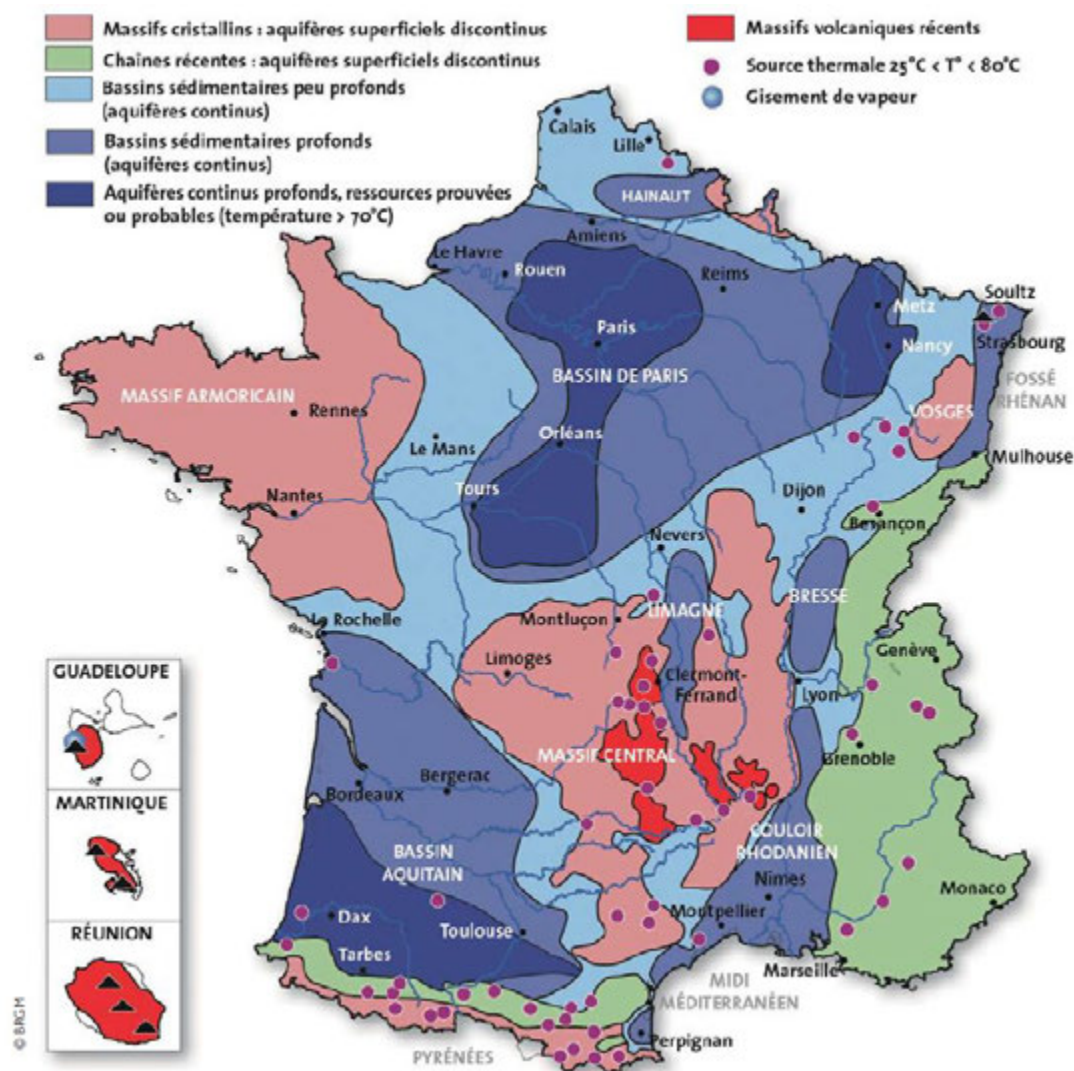 Massifs cristallins : aquifères superficiels discontinus
Chaines récentes : aquifères superficiels discontinus
Bassins sédimentaires peu profonds
(aquifères continus)
Bassins sédimentaires profonds
(aquifères continus)
Aquifères continus profonds, ressources prouvées
ou probables (température > 70°C)
Massifs volcaniques récents
Source thermale 25°C < T° < 80°C
Gisement de vapeur
Calais
Lille
HAINAUT
Amiens
Le Havre
Rouen
Reims
Metz
Soultz
Paris
Nancy
Strasbourg
BASSIN DE PARIS
FOSSÉ
RHÉNAN
MASSIF ARMORICAIN
Rennes
VOSGES
Le Mans
Orléans
Mulhouse
Nantes
Tours
Dijon
Besançon
Nevers
La Rochelle
Montluçon
LIMAGNE
BRESSE
Limoges
Genève
Clermont-
Ferrand
Lyon
GUADELOUPE
MASSIF CENTRAL
Grenoble
Bergerac
Bordeaux
MARTINIQUE
COULOIR
RHODANIEN
BASSIN
AQUITAIN
Nimes
Monaco
Dax
Montpellier
RÉUNION
Toulouse
Tarbes
Marseille
MIDI
MÉDITERRANÉEN
Perpignan
PYRÉNÉES
© BRGM